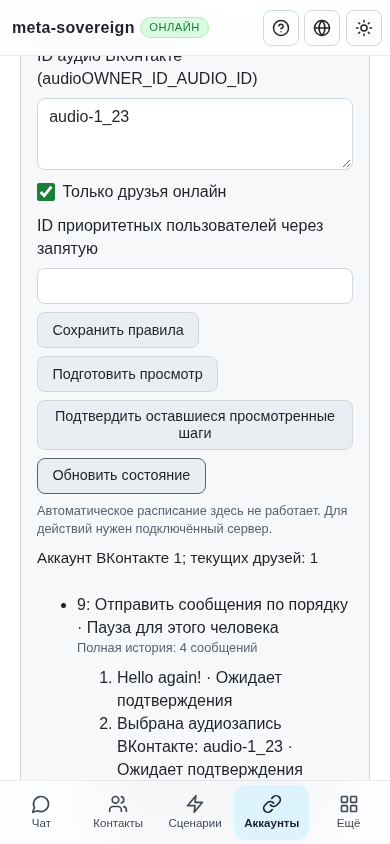 meta-sovereign ОНЛАЙН
ID аудио ВКонтакте
(audioOWNER_ID_AUDIO_ID)
audio-1_23
Только друзья онлайн
ID приоритетных пользователей через
запятую
Сохранить правила
Подготовить просмотр
Подтвердить оставшиеся просмотренные
шаги
Обновить состояние
Автоматическое расписание здесь не работает. Для
действий нужен подключённый сервер.
Аккаунт ВКонтакте 1; текущих друзей: 1
9: Отправить сообщения по порядку
· Пауза для этого человека
Полная история: 4 сообщений
1. Hello again! · Ожидает
подтверждения
2. Выбрана аудиозапись
ВКонтакте: audio-1_23 ·
Ожидает подтверждения
Чат Контакты Сценарии Аккаунты Ещё